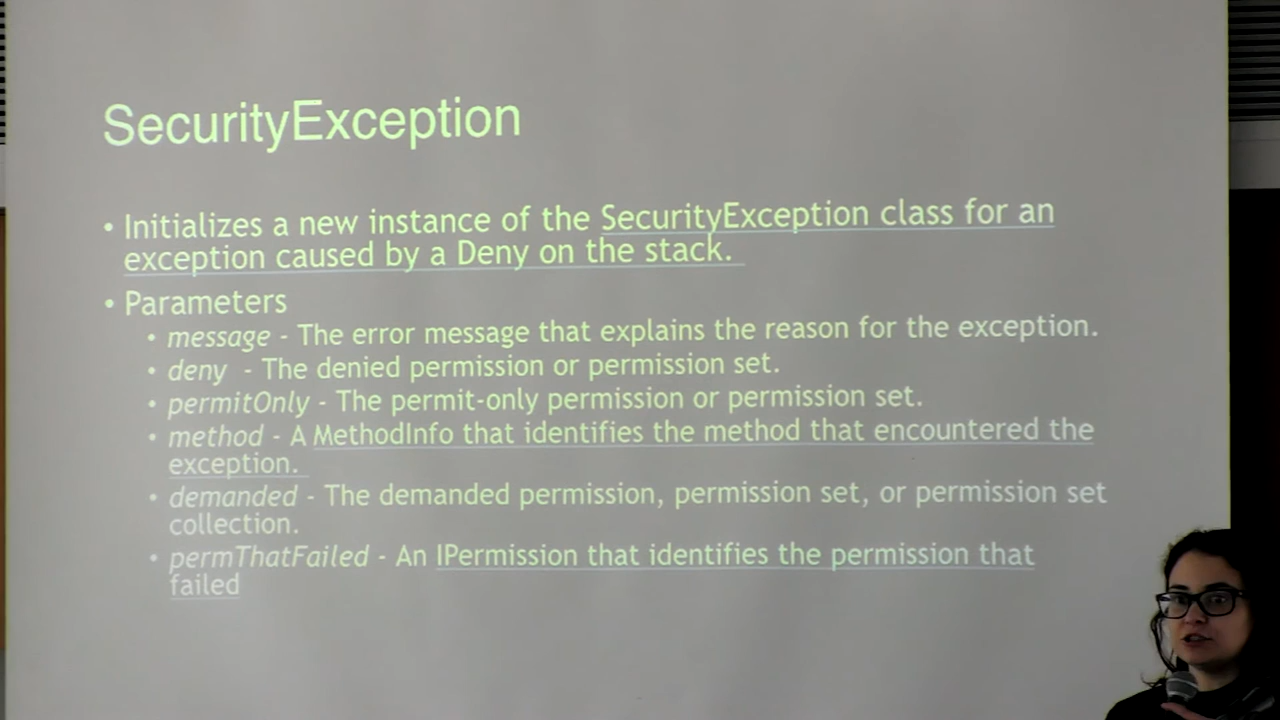 SecurityException
• Initializes a new instance of the SecurityException class for an
exception caused by a Deny on the stack.
• Parameters
• message - The error message that explains the reason for the exception.
• deny - The denied permission or permission set.
• permitOnly - The permit-only permission or permission set.
• method - A MethodInfo that identifies the method that encountered the
exception.
• demanded - The demanded permission, permission set, or permission set
collection.
• permThatFailed - An IPermission that identifies the permission that
failed